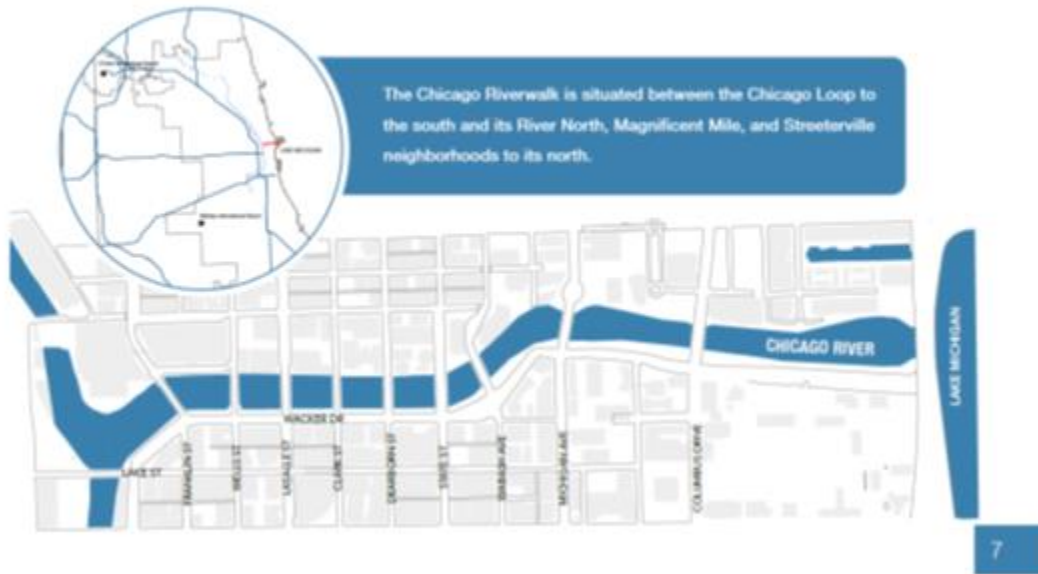 The Chicago Riverwalk is situated between the Chicago Loop to
the south and its River North, Magnificent Mile, and Streeterville
neighborhoods to its north.
CHICAGO RIVER
LAKE MICHIGAN
WACKER DR
LAKE ST
FRANKLIN ST
WELLS ST
LASALLE ST
CLARK ST
DEARBORN ST
STATE ST
WABASH AVE
MICHIGAN AVE
COLUMBUS DRIVE
7